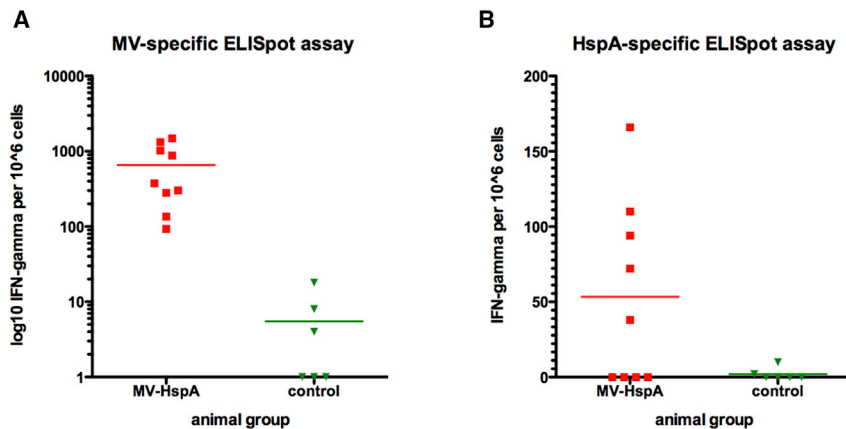 A
MV-specific ELISpot assay
log10 IFN-gamma per 10^6 cells
10000
1000
100
10
1
MV-HspA
control
animal group
B
HspA-specific ELISpot assay
IFN-gamma per 10^6 cells
200
150
100
50
0
MV-HspA
control
animal group